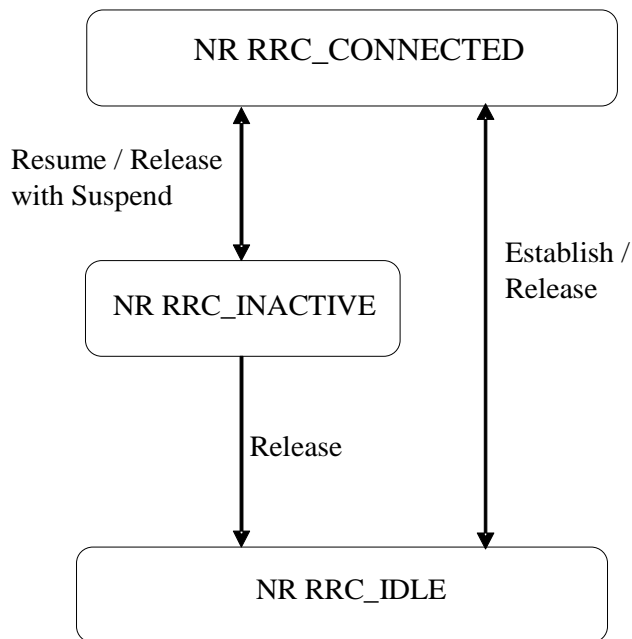 NR RRC_CONNECTED
Resume / Release
with Suspend
Establish /
Release
NR RRC_INACTIVE
Release
NR RRC_IDLE